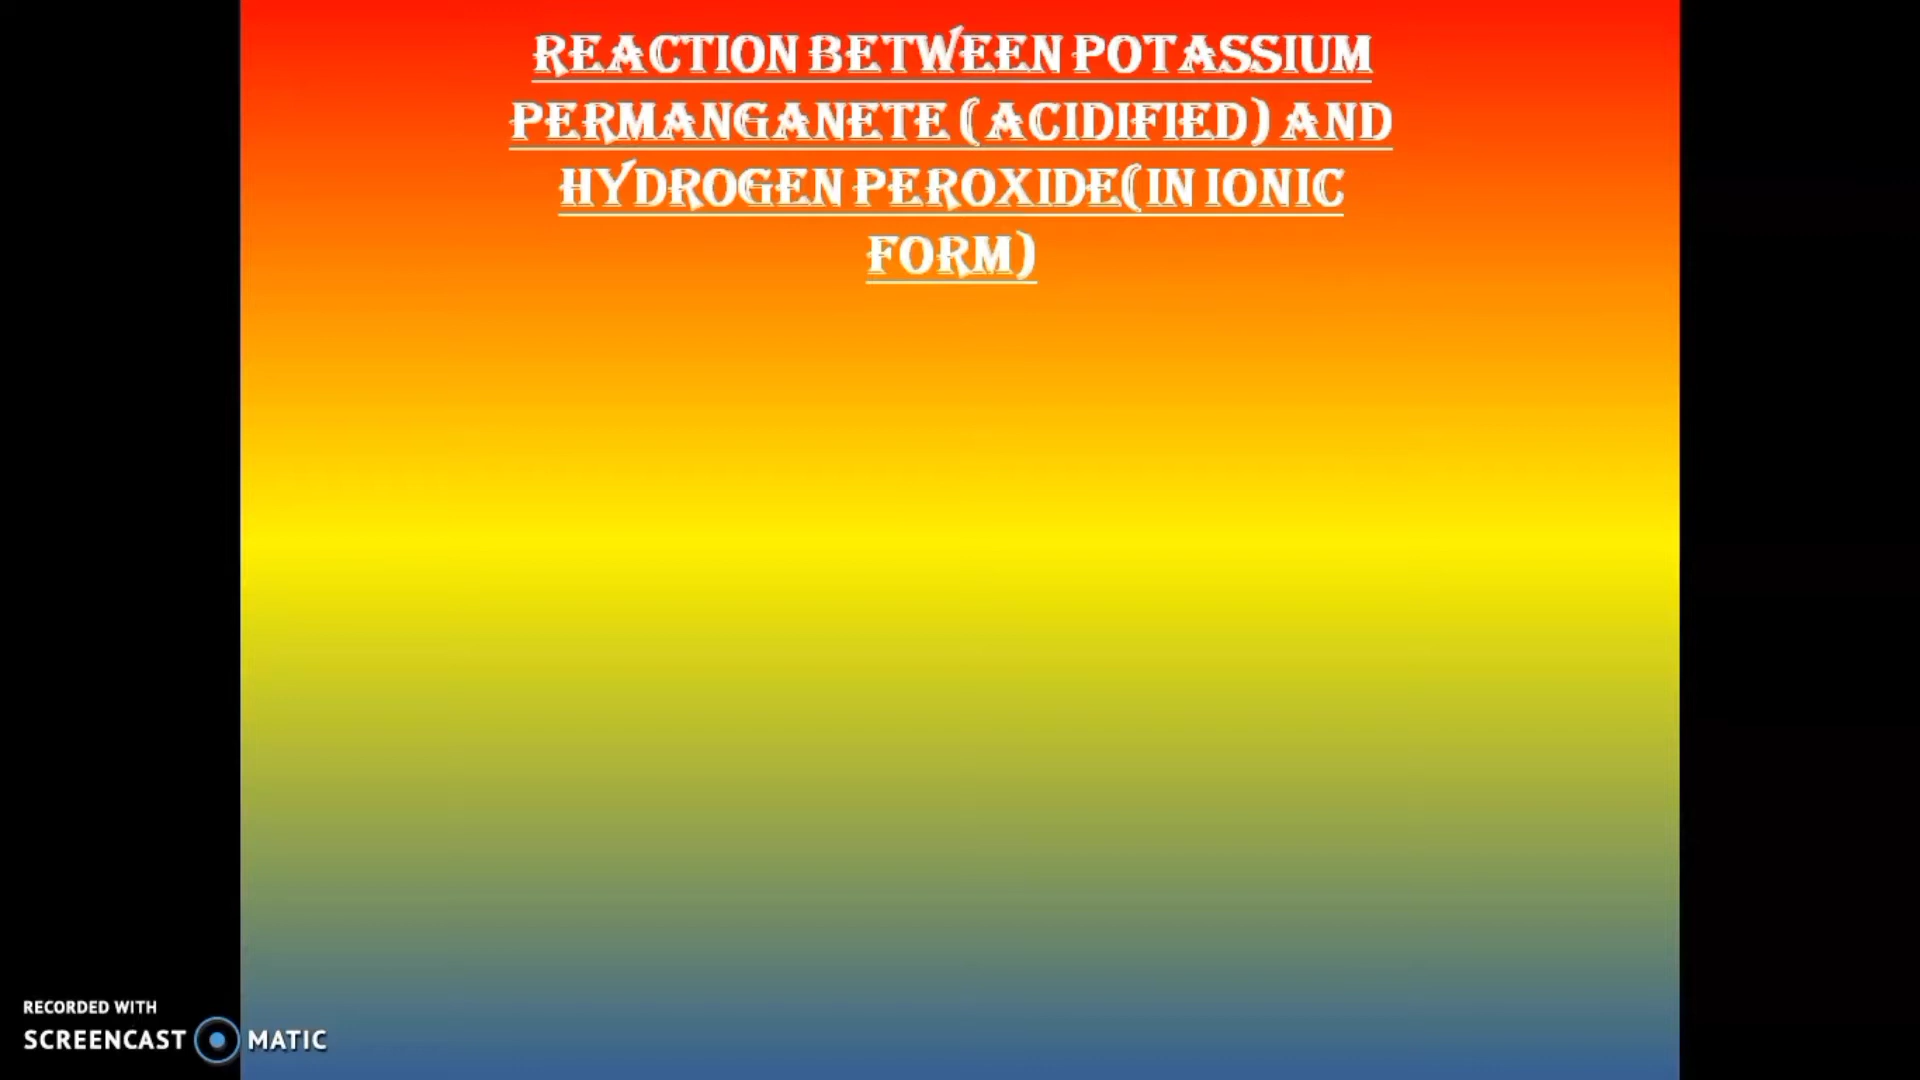 REACTION BETWEEN POTASSIUM
PERMANGANETE (ACIDIFIED) AND
HYDROGEN PEROXIDE(IN IONIC
FORM)
RECORDED WITH
SCREENCAST MATIC